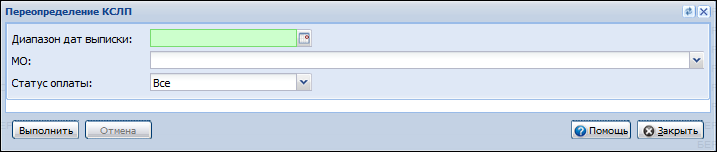 Переопределение КСЛП
Диапазон дат выписки:
МО:
Статус оплаты: Все
Выполнить Отмена Помощь Закрыть